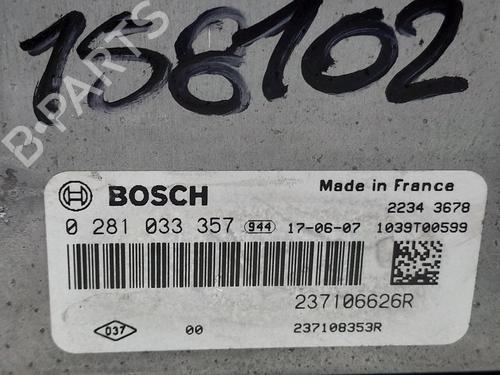 158102
B-PARTS
BOSCH
Made in France
2234 3678
0 281 033 357 944 17-06-07 1039T00599
237106626R
037 00 237108353R